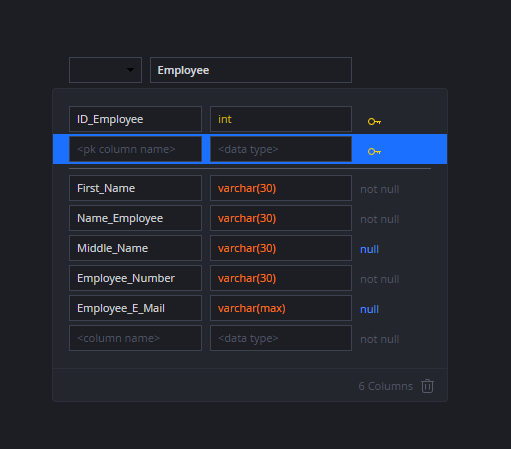 Employee
ID_Employee int
<pk column name> <data type>
First_Name varchar(30) not null
Name_Employee varchar(30) not null
Middle_Name varchar(30) null
Employee_Number varchar(30) not null
Employee_E_Mail varchar(max) null
<column name> <data type> not null
6 Columns